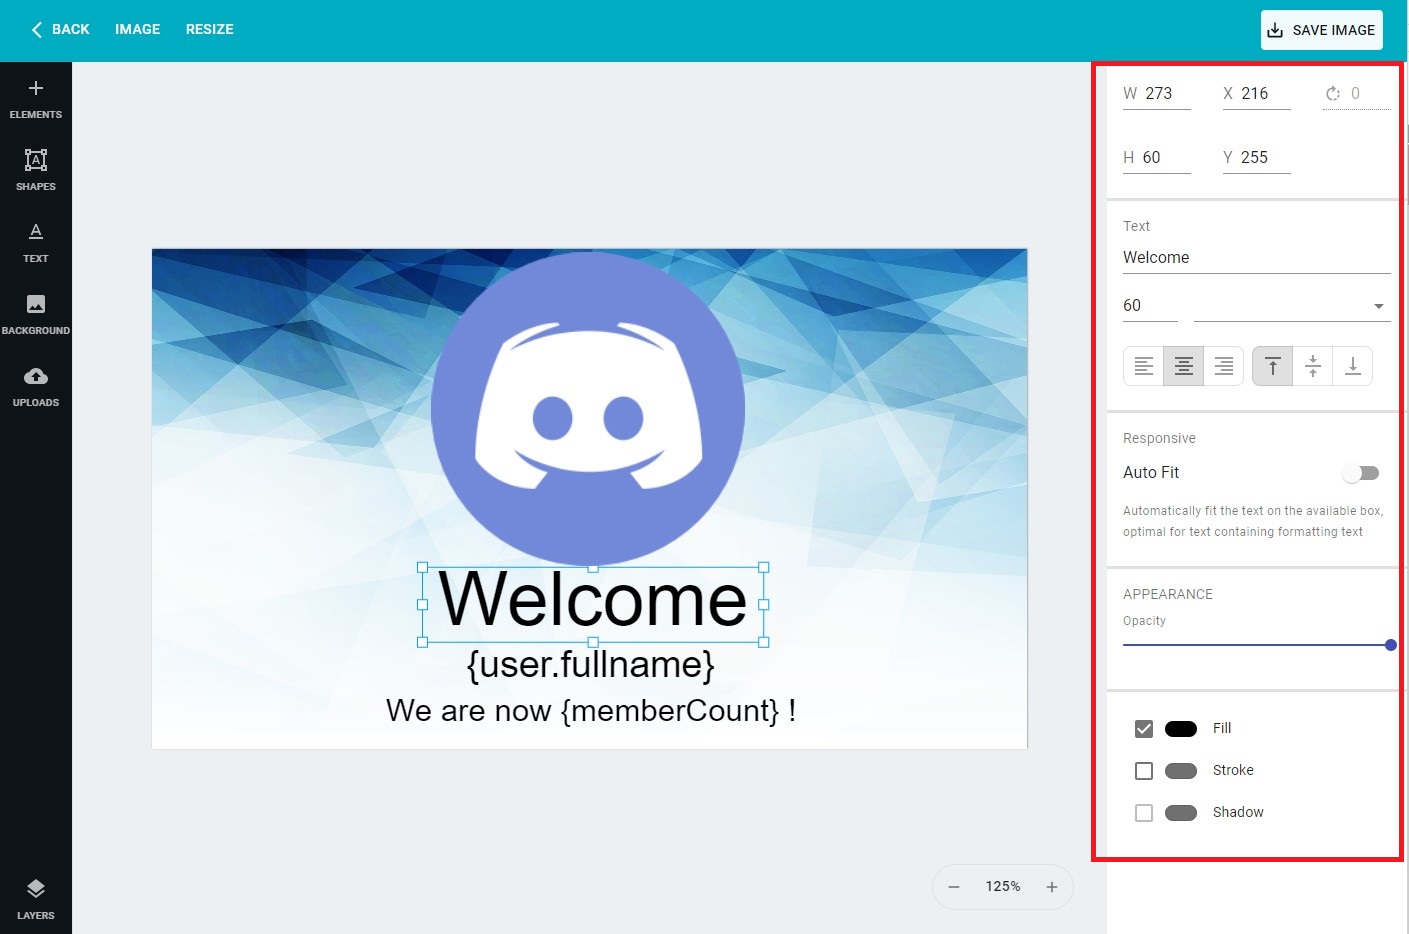 BACK IMAGE RESIZE
SAVE IMAGE
ELEMENTS
SHAPES
TEXT
BACKGROUND
UPLOADS
LAYERS
Welcome
{user.fullname}
We are now {memberCount} !
125%
W 273 X 216 0
H 60 Y 255
Text
Welcome
60
Responsive
Auto Fit
Automatically fit the text on the available box,
optimal for text containing formatting text
APPEARANCE
Opacity
Fill
Stroke
Shadow